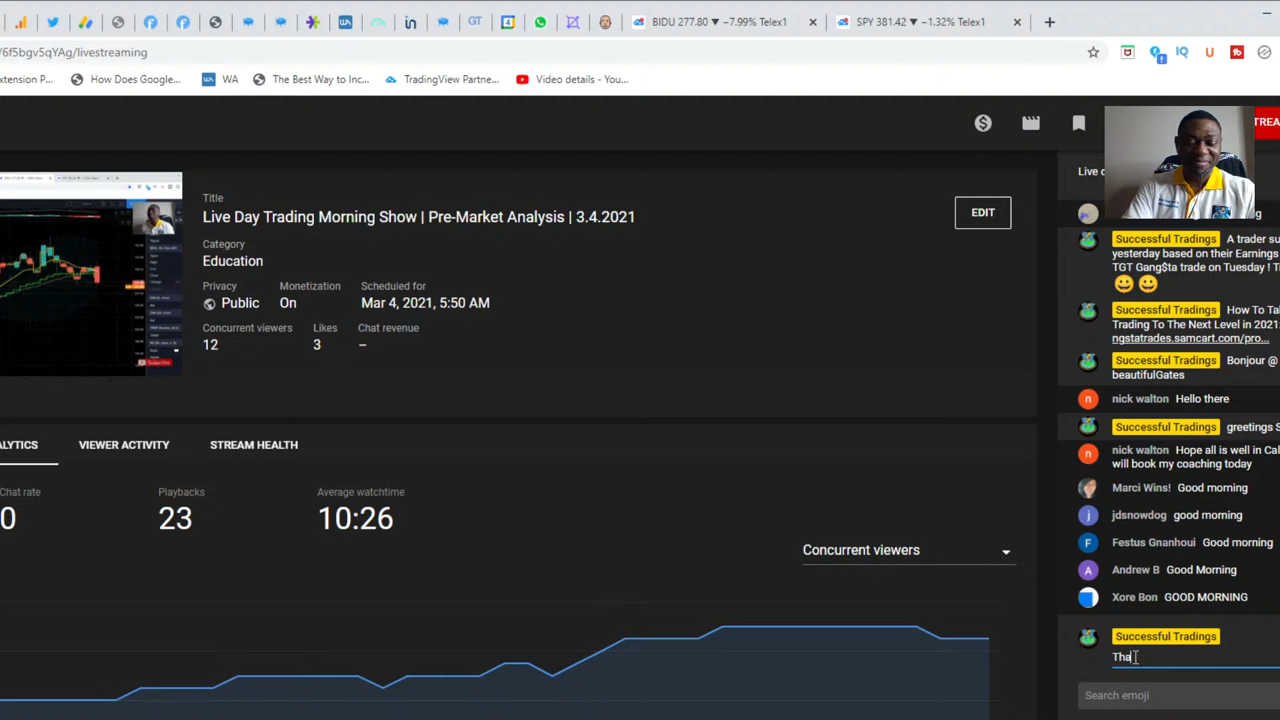 BIDU 277.80 ▼ −7.99% Telex1
SPY 381.42 ▼ −1.32% Telex1
/6f5bgv5qYAg/livestreaming
xtension P...
How Does Google...
WA
The Best Way to Inc...
TradingView Partne...
Video details - You...
TREA
Title
Live Day Trading Morning Show | Pre-Market Analysis | 3.4.2021
EDIT
Category
Education
Privacy
Public
Monetization
On
Scheduled for
Mar 4, 2021, 5:50 AM
Concurrent viewers
12
Likes
3
Chat revenue
–
ALYTICS
VIEWER ACTIVITY
STREAM HEALTH
Chat rate
0
Playbacks
23
Average watchtime
10:26
Concurrent viewers
Live c
g
Successful Tradings A trader su
yesterday based on their Earnings
TGT Gang$ta trade on Tuesday ! T
Successful Tradings How To Tal
Trading To The Next Level in 2021
ngstatrades.samcart.com/pro...
Successful Tradings Bonjour @
beautifulGates
nick walton Hello there
Successful Tradings greetings S
nick walton Hope all is well in Cal
will book my coaching today
Marci Wins! Good morning
jdsnowdog good morning
Festus Gnanhoui Good morning
Andrew B Good Morning
Xore Bon GOOD MORNING
Successful Tradings
Tha
Search emoji